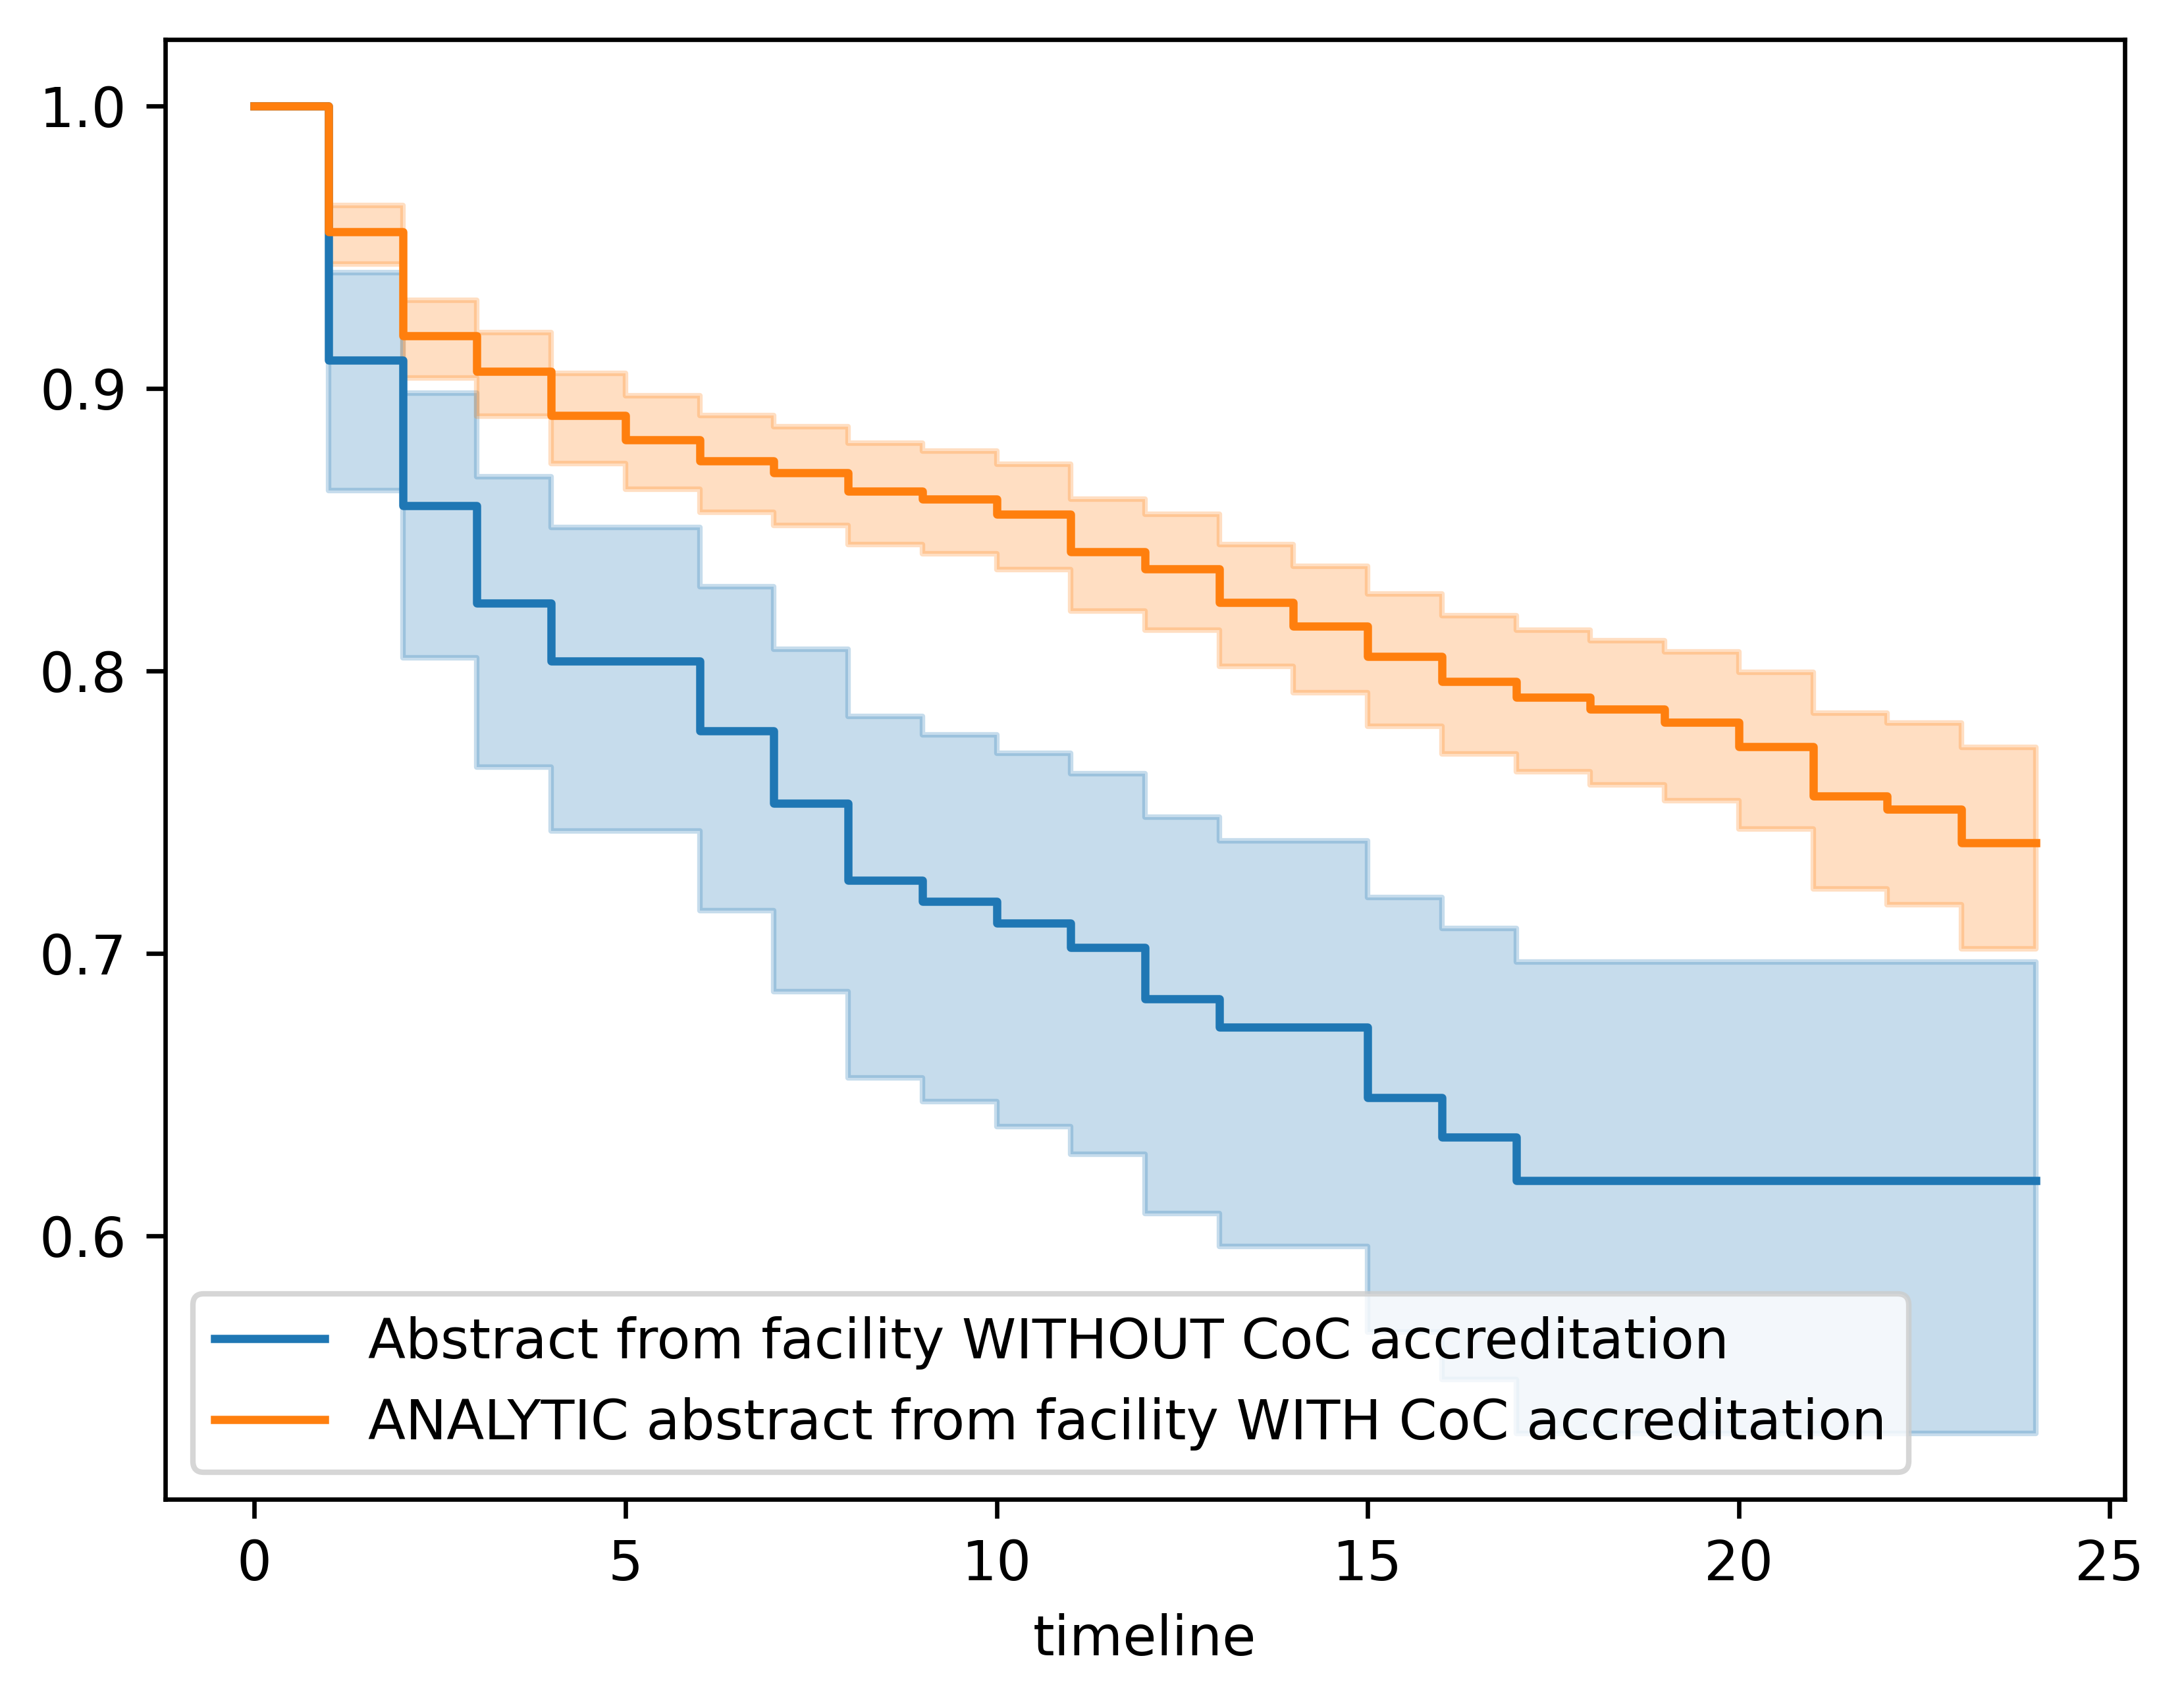 1.0
0.9
0.8
0.7
0.6
Abstract from facility WITHOUT CoC accreditation
ANALYTIC abstract from facility WITH CoC accreditation
0 5 10 15 20 25
timeline